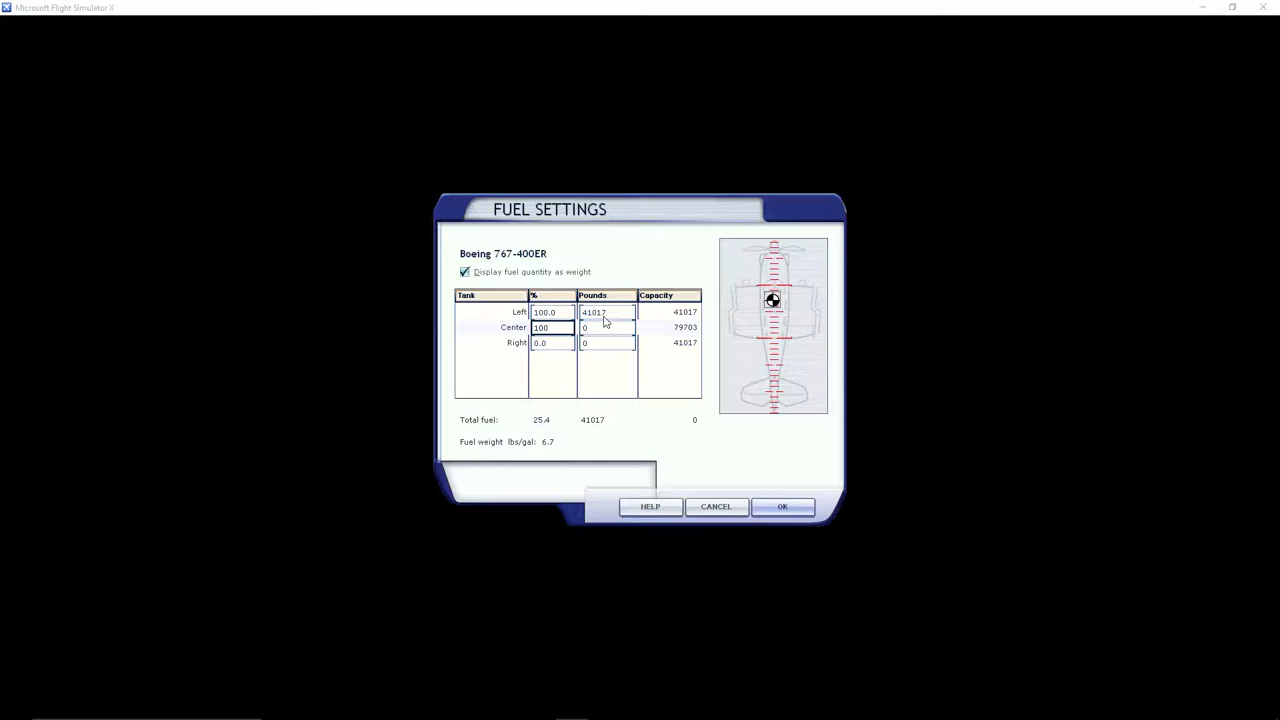 Microsoft Flight Simulator X
FUEL SETTINGS
Boeing 767-400ER
Display fuel quantity as weight
Tank % Pounds Capacity
Left 100.0 41017 41017
Center 100 0 79703
Right 0.0 0 41017
Total fuel: 25.4 41017 0
Fuel weight lbs/gal: 6.7
HELP CANCEL OK